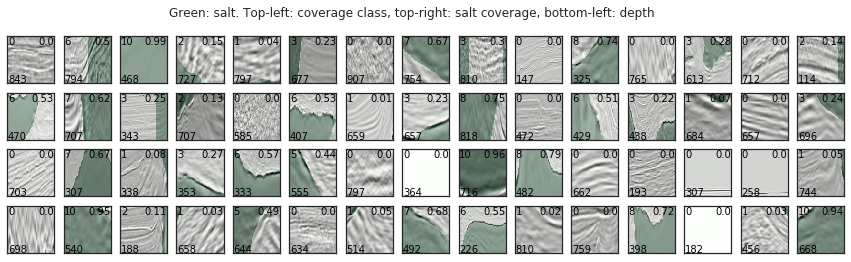 Green: salt. Top-left: coverage class, top-right: salt coverage, bottom-left: depth
0 0.0 6 0.5 10 0.99 2 0.15 1 0.04 3 0.23 0 0.0 7 0.67 3 0.3 0 0.0 8 0.74 0 0.0 3 0.28 0 0.0 2 0.14
843 794 468 727 797 677 907 754 810 147 325 765 613 712 114
6 0.53 7 0.62 3 0.25 2 0.13 0 0.0 6 0.53 1 0.01 3 0.23 8 0.75 0 0.0 6 0.51 3 0.22 1 0.07 0 0.0 3 0.24
470 707 343 707 585 407 659 657 818 472 429 438 684 657 696
0 0.0 7 0.67 1 0.08 3 0.27 6 0.57 5 0.44 0 0.0 0 0.0 10 0.96 8 0.79 0 0.0 0 0.0 0 0.0 0 0.0 1 0.05
703 307 338 353 333 555 797 364 716 482 662 193 307 258 744
0 0.0 10 0.95 2 0.11 1 0.03 5 0.49 0 0.0 1 0.05 7 0.68 6 0.55 1 0.02 0 0.0 8 0.72 0 0.0 1 0.03 10 0.94
698 540 188 658 644 634 514 492 226 810 759 398 182 456 668